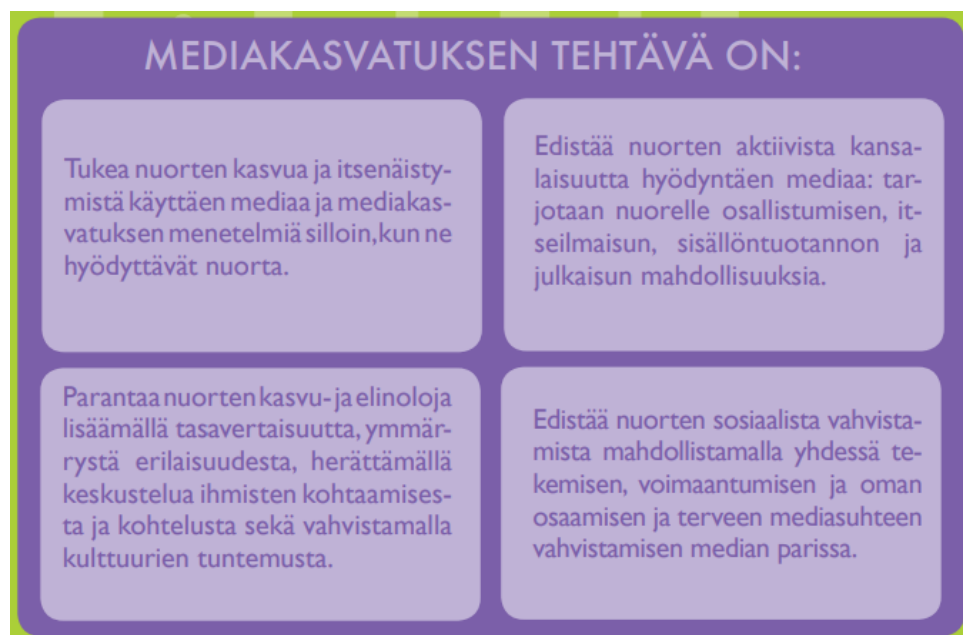 MEDIAKASVATUKSEN TEHTÄVÄ ON:
Tukea nuorten kasvua ja itsenäisty-
mistä käyttäen mediaa ja mediakas-
vatuksen menetelmiä silloin,kun ne
hyödyttävät nuorta.
Edistää nuorten aktiivista kansa-
laisuutta hyödyntäen mediaa: tar-
jotaan nuorelle osallistumisen, it-
seilmaisun, sisällöntuotannon ja
julkaisun mahdollisuuksia.
Parantaa nuorten kasvu- ja elinoloja
lisäämällä tasavertaisuutta, ymmär-
rystä erilaisuudesta, herättämällä
keskustelua ihmisten kohtaamises-
ta ja kohtelusta sekä vahvistamalla
kulttuurien tuntemusta.
Edistää nuorten sosiaalista vahvista-
mista mahdollistamalla yhdessä te-
kemisen, voimaantumisen ja oman
osaamisen ja terveen mediasuhteen
vahvistamisen median parissa.